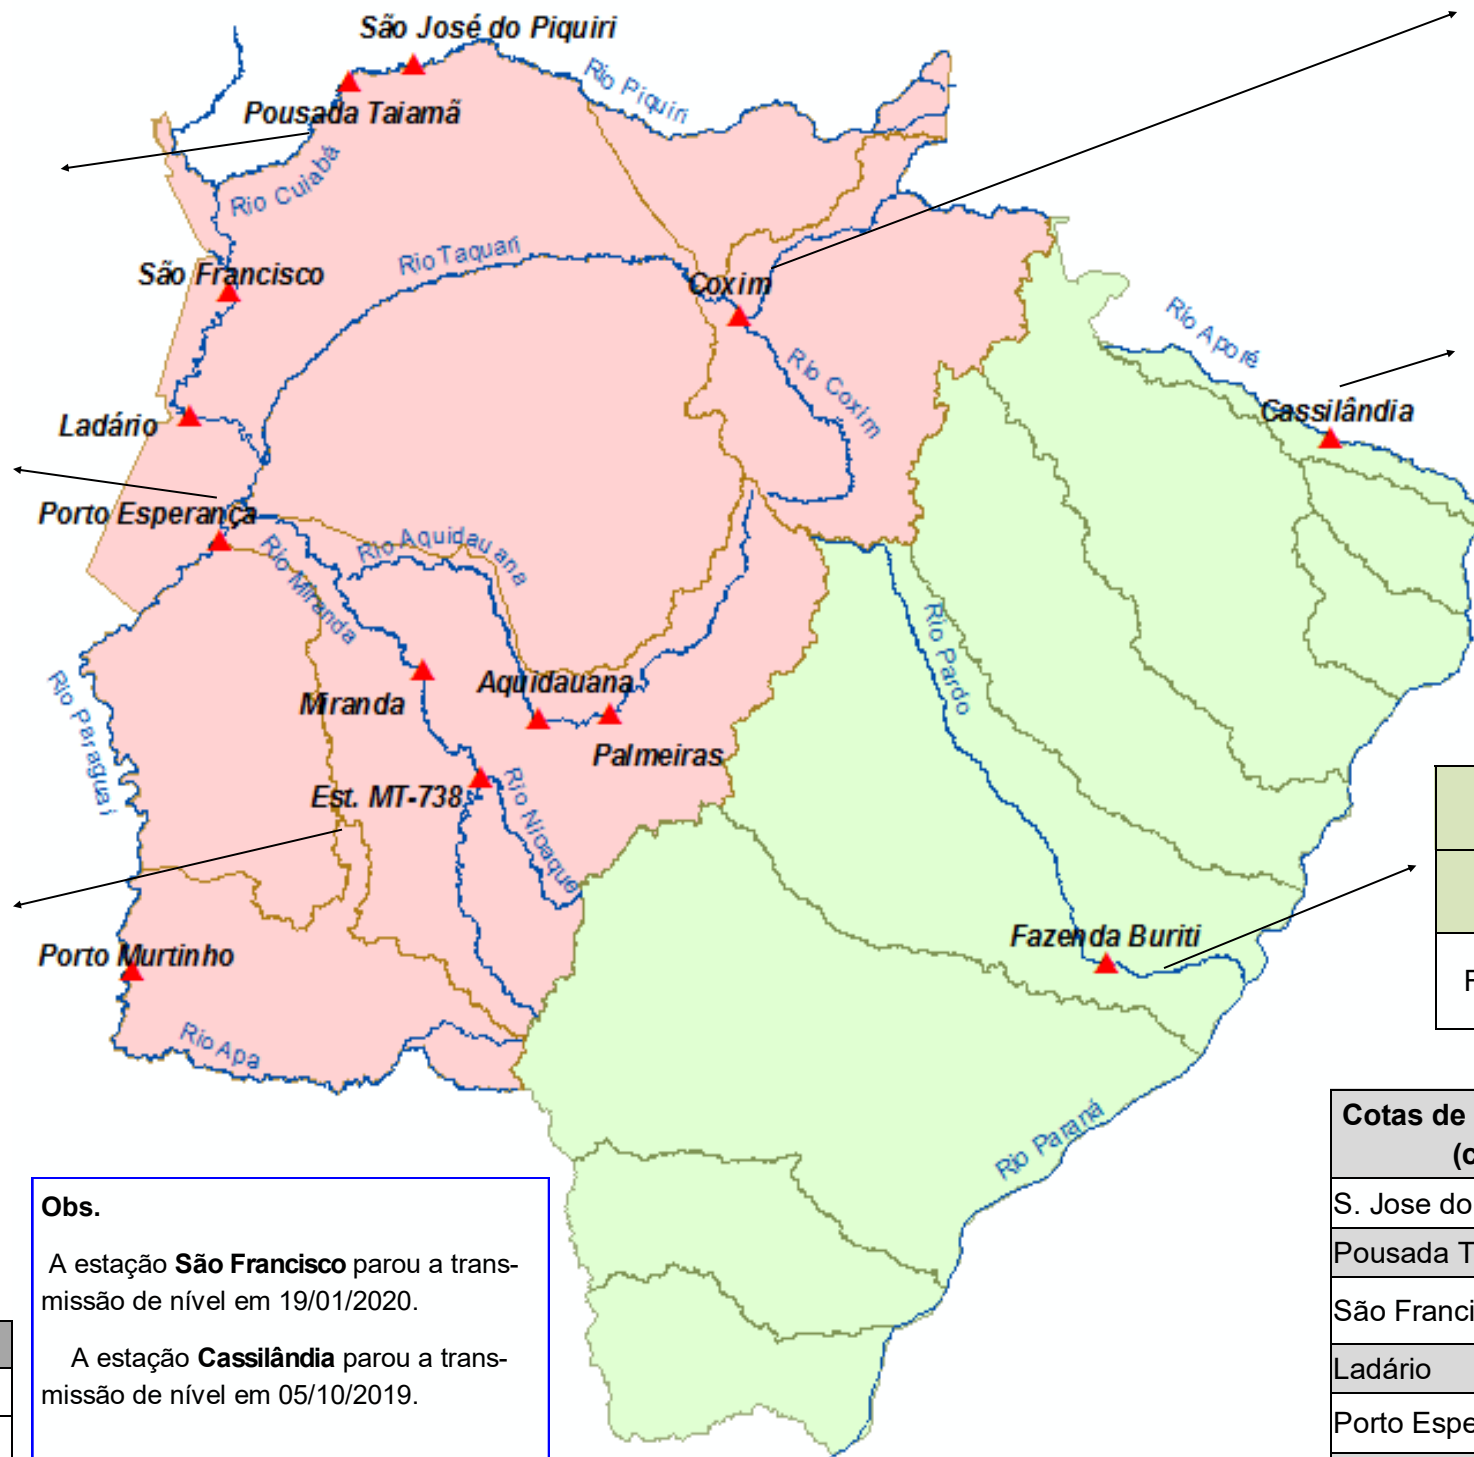 São José do Piquiri
Rio Piquiri
Pousada Taiamã
Rio Cuiabá
Rio Taquari
São Francisco
Coxim
Rio Aporé
Rio Coxim
Cassilândia
Ladário
Porto Esperança
Rio Aquidauana
Rio Miranda
Rio Pardo
Rio Paraguai
Aquidauana
Miranda
Palmeiras
Est. MT-738
Rio Nioaque
Fazenda Buriti
Porto Murtinho
F
Rio Apa
Rio Paraná
Cotas de
(c
S. Jose do
Pousada T
São Franci
Ladário
Porto Espe
Obs.
A estação São Francisco parou a trans-
missão de nível em 19/01/2020.
A estação Cassilândia parou a trans-
missão de nível em 05/10/2019.